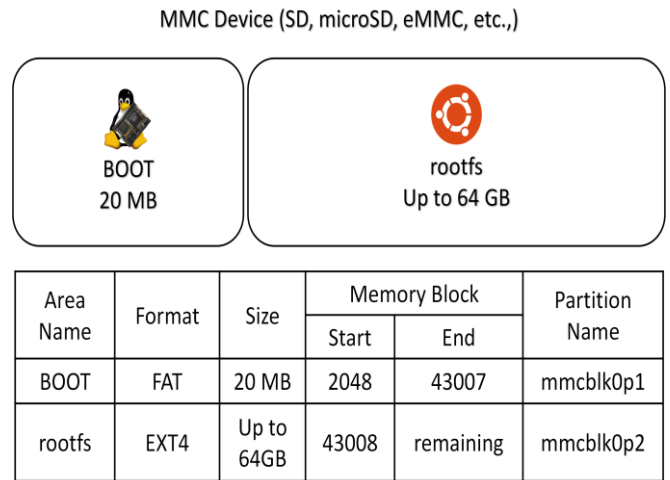 MMC Device (SD, microSD, eMMC, etc.,)
BOOT
20 MB
rootfs
Up to 64 GB
Area Name Format Size Memory Block Partition Name
Start End
BOOT FAT 20 MB 2048 43007 mmcblk0p1
rootfs EXT4 Up to 64GB 43008 remaining mmcblk0p2